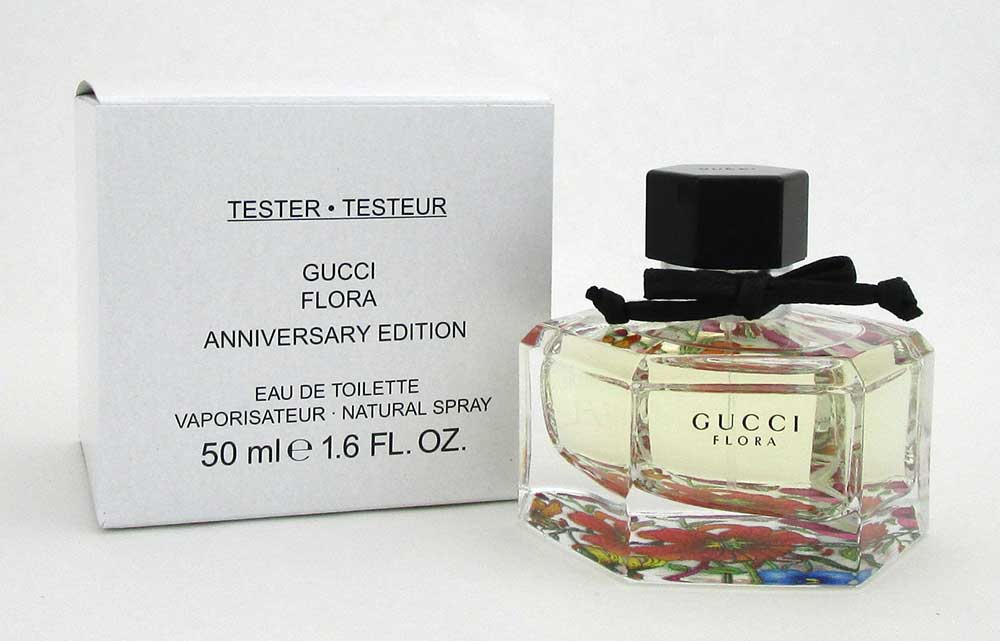 TESTER • TESTEUR
GUCCI
FLORA
ANNIVERSARY EDITION
EAU DE TOILETTE
VAPORISATEUR · NATURAL SPRAY
50 ml ℮ 1.6 FL. OZ.
GUCCI
GUCCI
FLORA